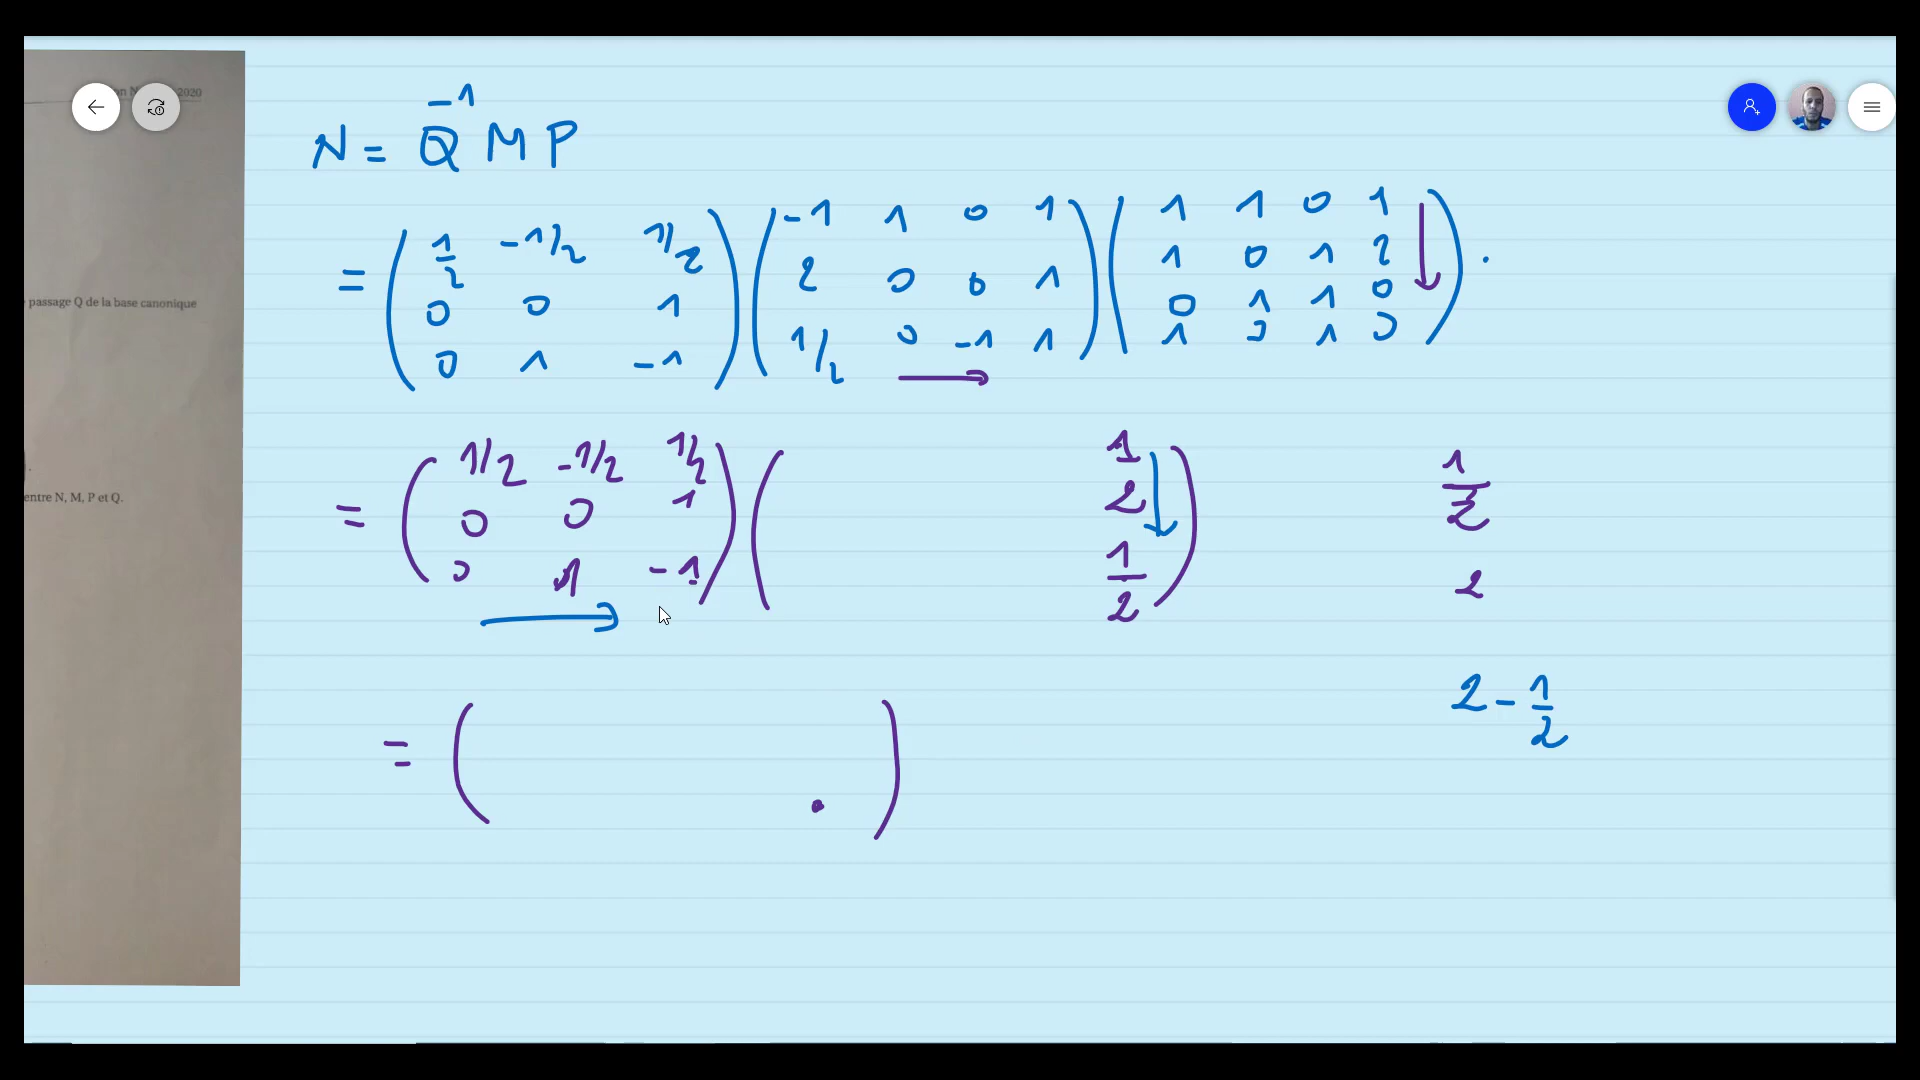 2020
passage Q de la base canonique
entre N, M, P et Q.
N = Q⁻¹ M P
= ( 1/2 -1/2 1/2 ) ( -1 1 0 1 ) ( 1 1 0 1 ) .
0 0 1 2 0 0 1 1 0 1 2
0 1 -1 1/2 0 -1 1 0 1 1 0
1 0 1 0
= ( 1/2 -1/2 1/2 ) ( 1 ) 1/2
0 0 1 2
0 1 -1 1/2 2
2 - 1/2
= ( . )